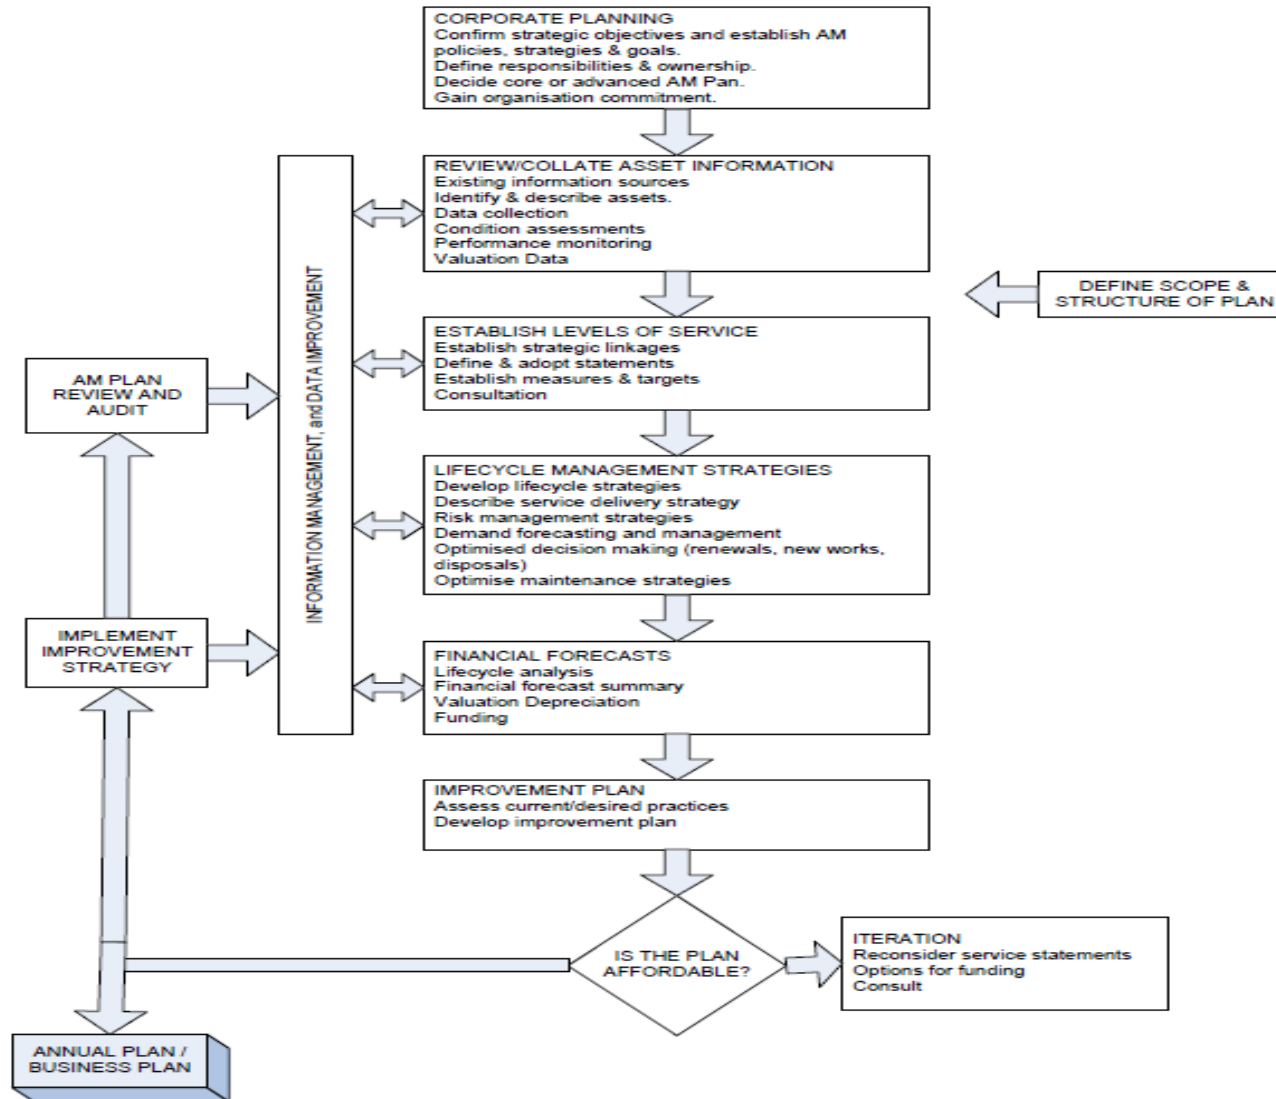 CORPORATE PLANNING
Confirm strategic objectives and establish AM
policies, strategies & goals.
Define responsibilities & ownership.
Decide core or advanced AM Pan.
Gain organisation commitment.
REVIEW/COLLATE ASSET INFORMATION
Existing information sources
Identify & describe assets.
Data collection
Condition assessments
Performance monitoring
Valuation Data
DEFINE SCOPE &
STRUCTURE OF PLAN
INFORMATION MANAGEMENT, and DATA IMPROVEMENT
ESTABLISH LEVELS OF SERVICE
Establish strategic linkages
Define & adopt statements
Establish measures & targets
Consultation
AM PLAN
REVIEW AND
AUDIT
LIFECYCLE MANAGEMENT STRATEGIES
Develop lifecycle strategies
Describe service delivery strategy
Risk management strategies
Demand forecasting and management
Optimised decision making (renewals, new works,
disposals)
Optimise maintenance strategies
IMPLEMENT
IMPROVEMENT
STRATEGY
FINANCIAL FORECASTS
Lifecycle analysis
Financial forecast summary
Valuation Depreciation
Funding
IMPROVEMENT PLAN
Assess current/desired practices
Develop improvement plan
IS THE PLAN
AFFORDABLE?
ITERATION
Reconsider service statements
Options for funding
Consult
ANNUAL PLAN /
BUSINESS PLAN